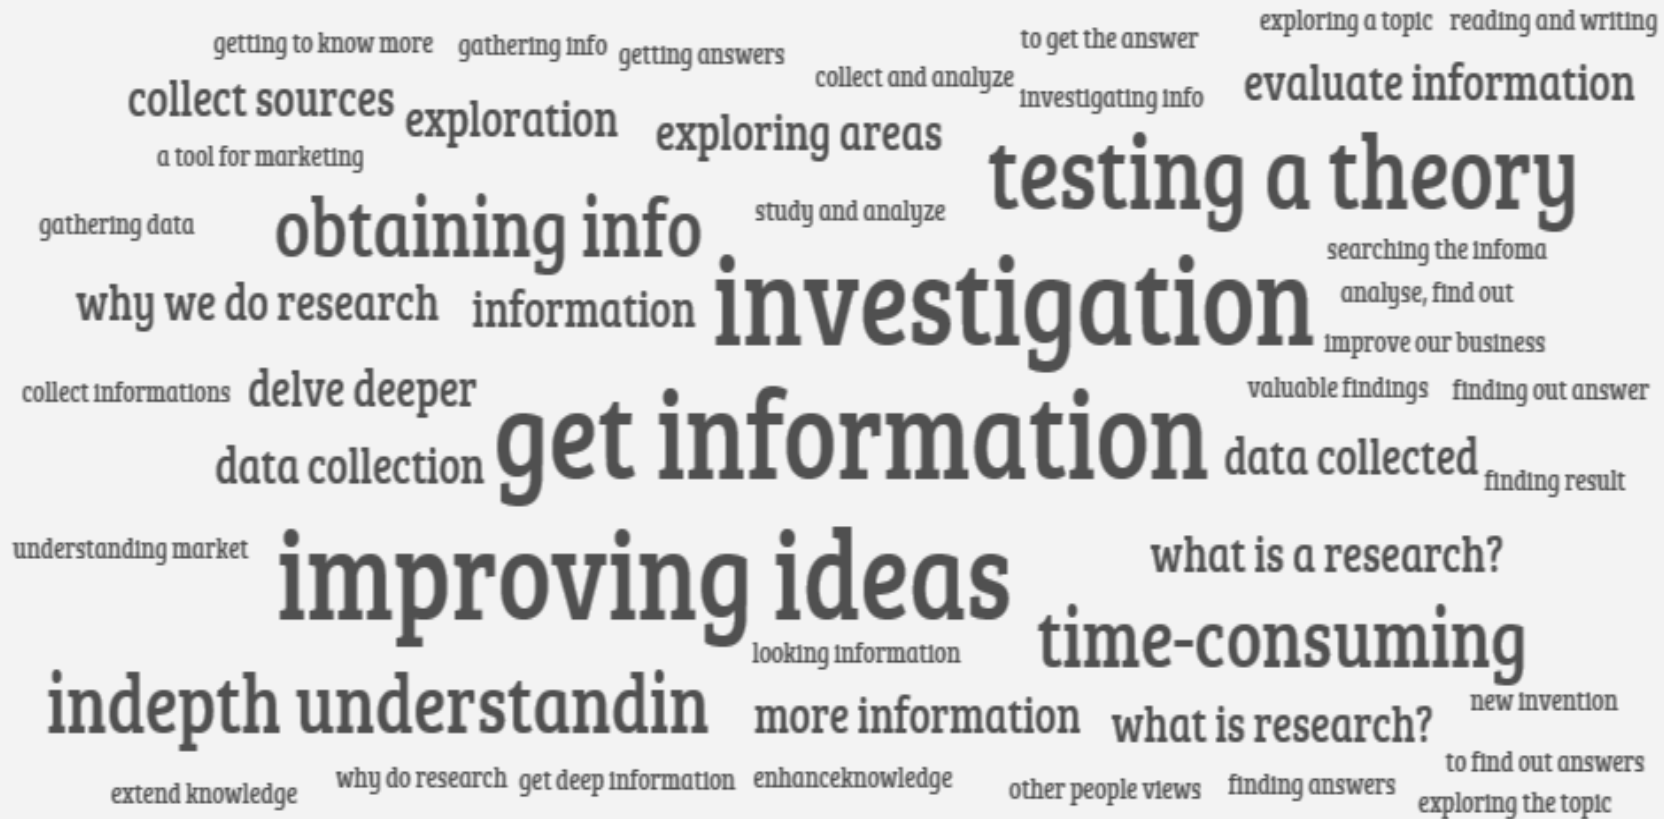 exploring a topic
reading and writing
getting to know more
gathering info
getting answers
to get the answer
collect and analyze
investigating info
evaluate information
collect sources
exploration
exploring areas
a tool for marketing
testing a theory
gathering data
obtaining info
study and analyze
searching the infoma
why we do research
information
investigation
analyse, find out
improve our business
collect informations
delve deeper
valuable findings
finding out answer
data collection
get information
data collected
finding result
understanding market
improving ideas
what is a research?
looking information
time-consuming
indepth understandin
more information
what is research?
new invention
to find out answers
extend knowledge
why do research
get deep information
enhanceknowledge
other people views
finding answers
exploring the topic